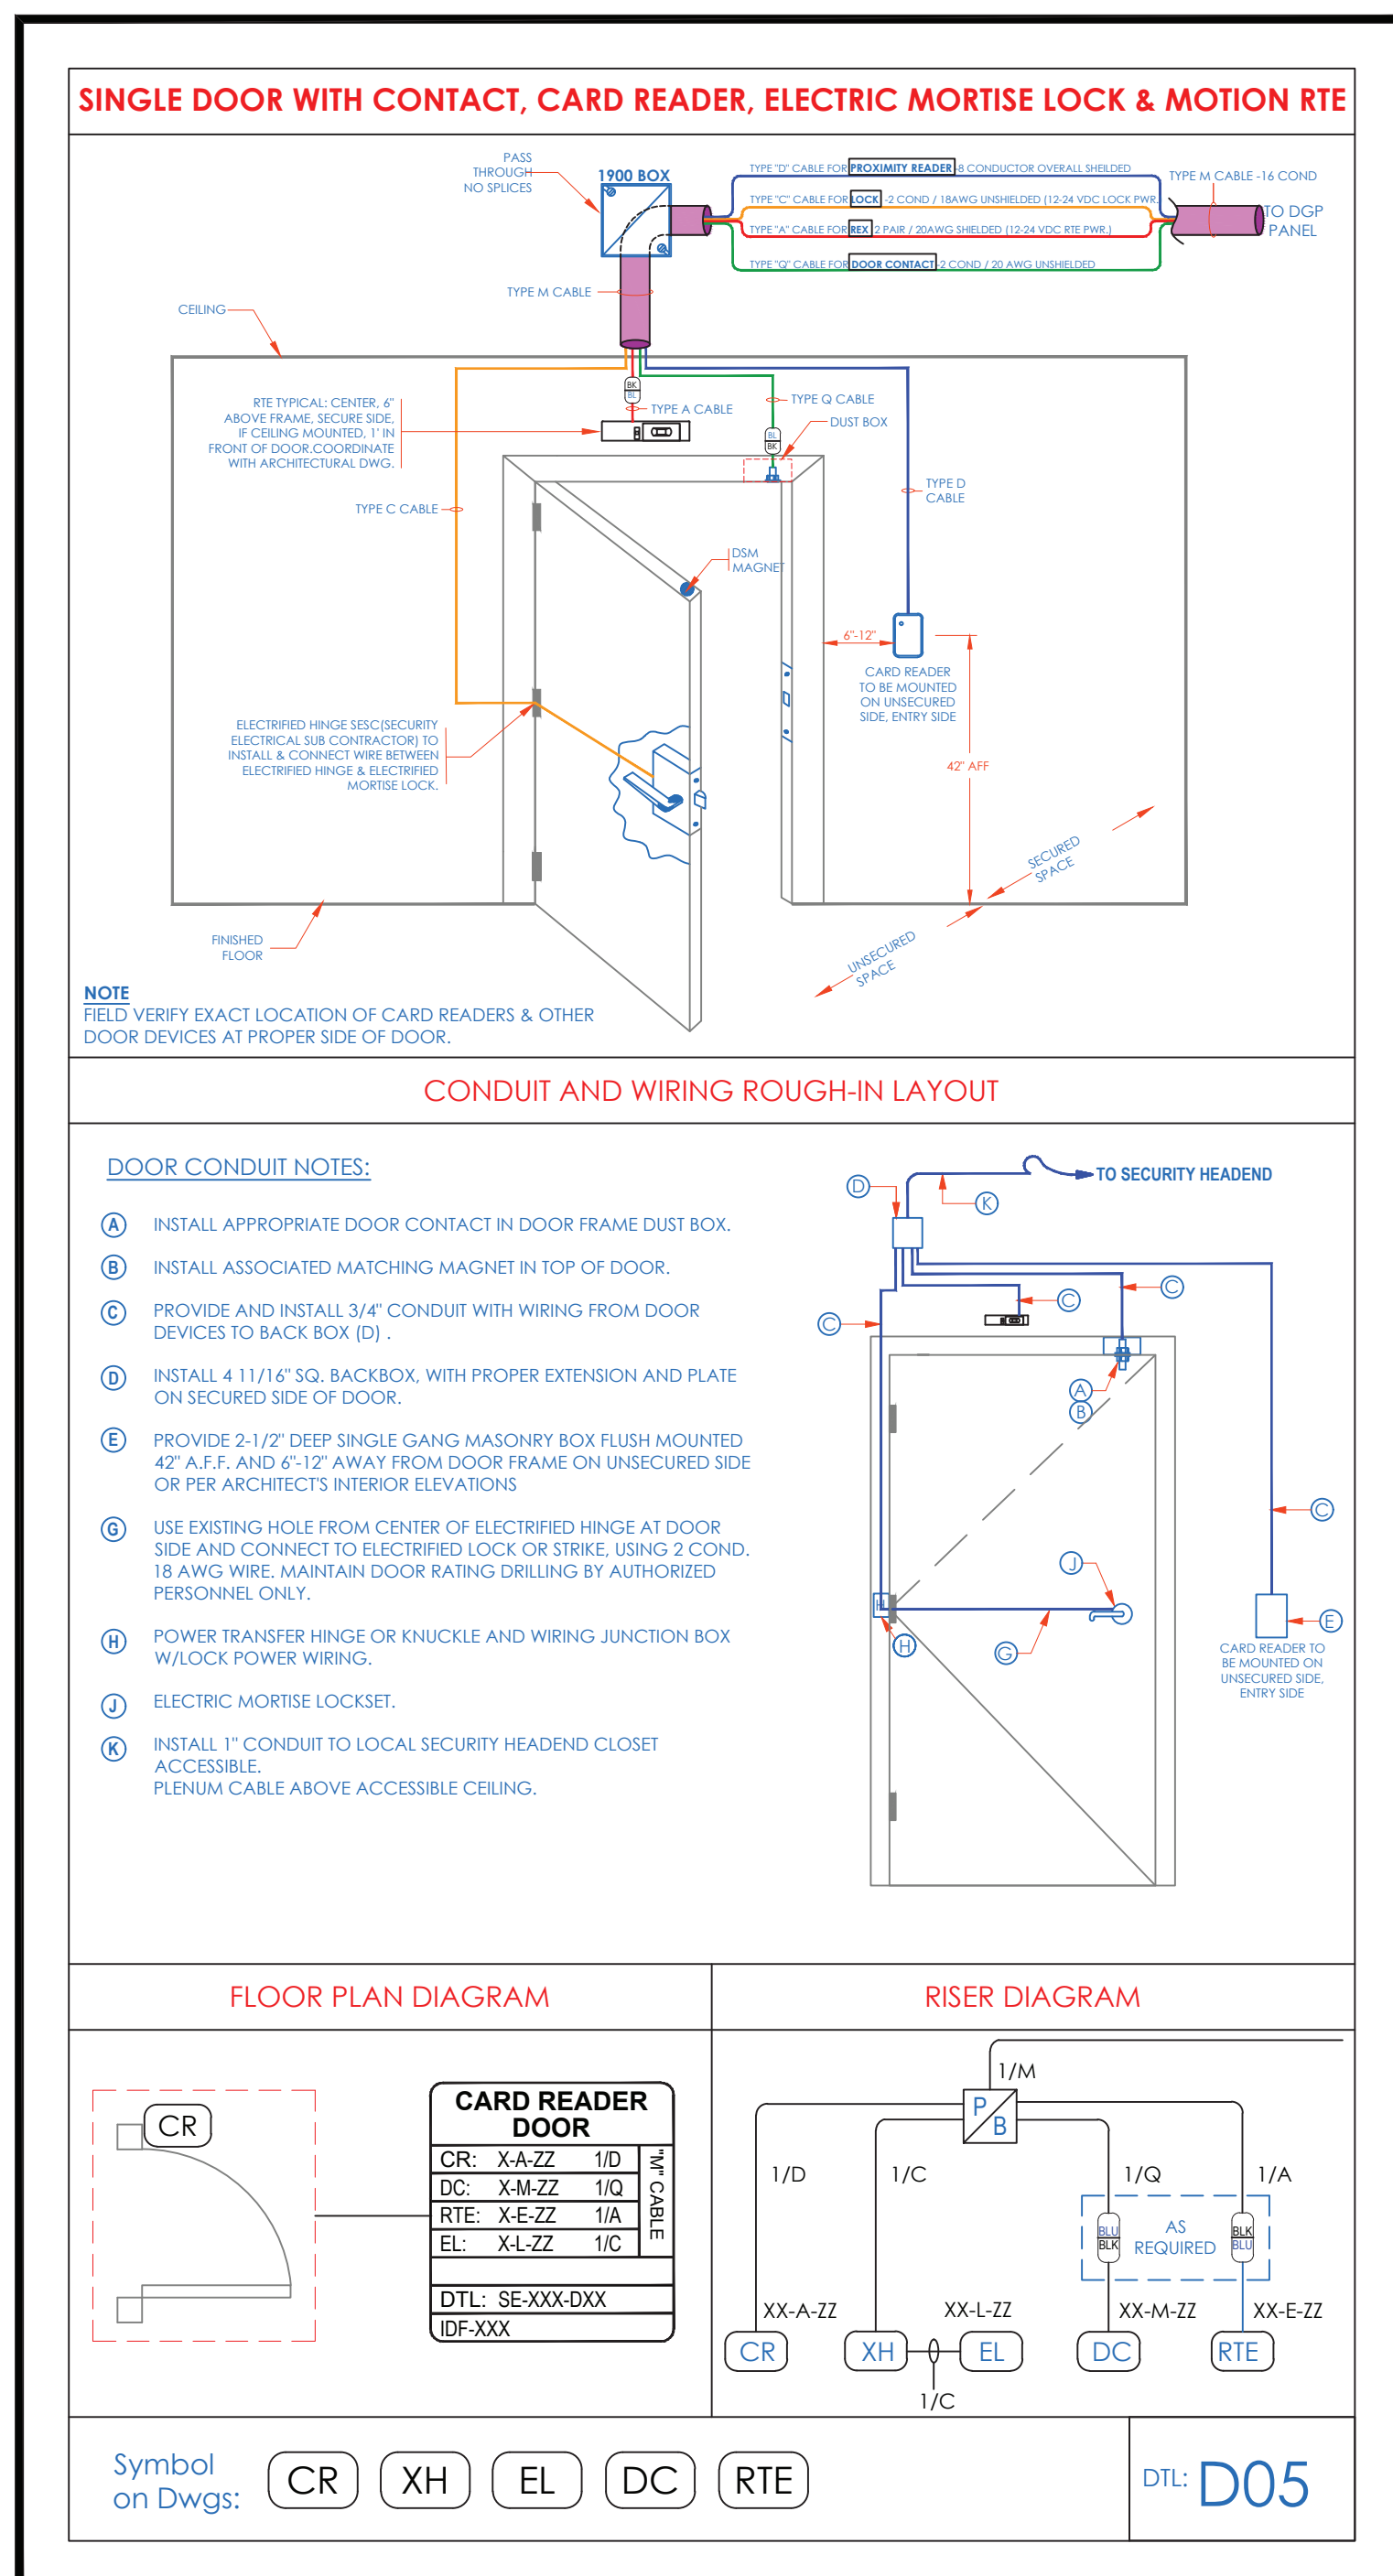 SINGLE DOOR WITH CONTACT, CARD READER, ELECTRIC MORTISE LOCK & MOTION RTE
PASS
THROUGH
NO SPLICES
1900 BOX
TYPE "D" CABLE FOR PROXIMITY READER -8 CONDUCTOR OVERALL SHEILDED
TYPE "C" CABLE FOR LOCK -2 COND / 18AWG UNSHIELDED (12-24 VDC LOCK PWR.
TYPE "A" CABLE FOR REX 2 PAIR / 20AWG SHIELDED (12-24 VDC RTE PWR.)
TYPE "Q" CABLE FOR DOOR CONTACT -2 COND / 20 AWG UNSHIELDED
TYPE M CABLE -16 COND
TO DGP
PANEL
TYPE M CABLE
CEILING
RTE TYPICAL: CENTER, 6"
ABOVE FRAME, SECURE SIDE,
IF CEILING MOUNTED, 1' IN
FRONT OF DOOR.COORDINATE
WITH ARCHITECTURAL DWG.
BK
BL
TYPE A CABLE
TYPE Q CABLE
DUST BOX
BL
BK
TYPE C CABLE
TYPE D
CABLE
DSM
MAGNET
6"-12"
CARD READER
TO BE MOUNTED
ON UNSECURED
SIDE, ENTRY SIDE
ELECTRIFIED HINGE SESC(SECURITY
ELECTRICAL SUB CONTRACTOR) TO
INSTALL & CONNECT WIRE BETWEEN
ELECTRIFIED HINGE & ELECTRIFIED
MORTISE LOCK.
42" AFF
SECURED
SPACE
UNSECURED
SPACE
FINISHED
FLOOR
NOTE
FIELD VERIFY EXACT LOCATION OF CARD READERS & OTHER
DOOR DEVICES AT PROPER SIDE OF DOOR.
CONDUIT AND WIRING ROUGH-IN LAYOUT
DOOR CONDUIT NOTES:
A INSTALL APPROPRIATE DOOR CONTACT IN DOOR FRAME DUST BOX.
B INSTALL ASSOCIATED MATCHING MAGNET IN TOP OF DOOR.
C PROVIDE AND INSTALL 3/4" CONDUIT WITH WIRING FROM DOOR
DEVICES TO BACK BOX (D) .
D INSTALL 4 11/16" SQ. BACKBOX, WITH PROPER EXTENSION AND PLATE
ON SECURED SIDE OF DOOR.
E PROVIDE 2-1/2" DEEP SINGLE GANG MASONRY BOX FLUSH MOUNTED
42" A.F.F. AND 6"-12" AWAY FROM DOOR FRAME ON UNSECURED SIDE
OR PER ARCHITECT'S INTERIOR ELEVATIONS
G USE EXISTING HOLE FROM CENTER OF ELECTRIFIED HINGE AT DOOR
SIDE AND CONNECT TO ELECTRIFIED LOCK OR STRIKE, USING 2 COND.
18 AWG WIRE. MAINTAIN DOOR RATING DRILLING BY AUTHORIZED
PERSONNEL ONLY.
H POWER TRANSFER HINGE OR KNUCKLE AND WIRING JUNCTION BOX
W/LOCK POWER WIRING.
J ELECTRIC MORTISE LOCKSET.
K INSTALL 1" CONDUIT TO LOCAL SECURITY HEADEND CLOSET
ACCESSIBLE.
PLENUM CABLE ABOVE ACCESSIBLE CEILING.
TO SECURITY HEADEND
D
K
C
C
C
A
B
C
J
H
H
G
E
CARD READER TO
BE MOUNTED ON
UNSECURED SIDE,
ENTRY SIDE
FLOOR PLAN DIAGRAM
RISER DIAGRAM
CR
CARD READER
DOOR
CR: X-A-ZZ 1/D
DC: X-M-ZZ 1/Q
RTE: X-E-ZZ 1/A
EL: X-L-ZZ 1/C
"M" CABLE
DTL: SE-XXX-DXX
IDF-XXX
1/M
P
B
1/D
1/C
1/Q
1/A
BLU
BLK
AS
REQUIRED
BLK
BLU
XX-A-ZZ
XX-L-ZZ
XX-M-ZZ
XX-E-ZZ
CR
XH
EL
DC
RTE
1/C
Symbol
on Dwgs:
CR
XH
EL
DC
RTE
DTL: D05